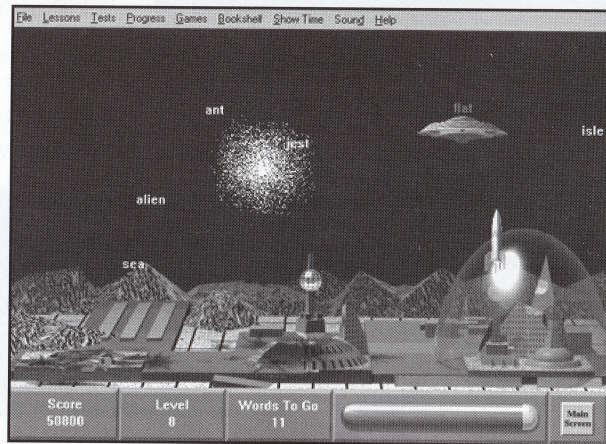 File Lessons Tests Progress Games Bookshelf Show Time Sound Help
flat
ant
isle
jest
alien
sea
Score Level Words To Go
50800 8 11
Main
Screen